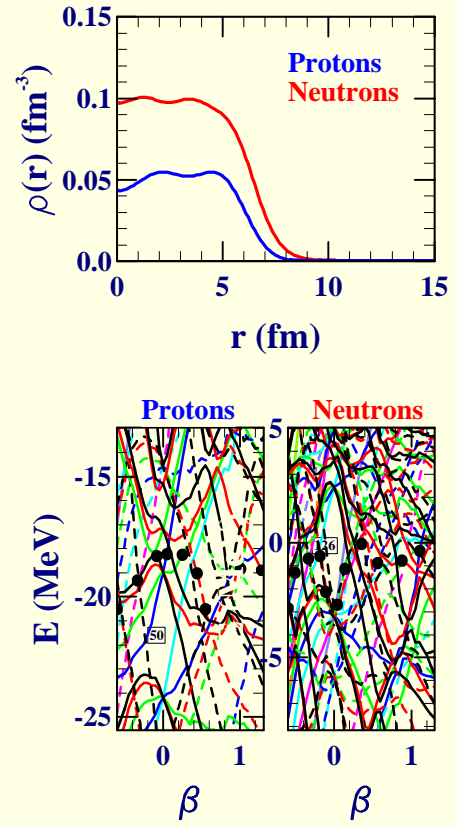 0.15
Protons
Neutrons
0.1
ρ(r) (fm⁻³)
0.05
0.0
0 5 10 15
r (fm)
Protons Neutrons
5
-15
0
E (MeV)
-20
50
-5
-25
0 1 0 1
β β